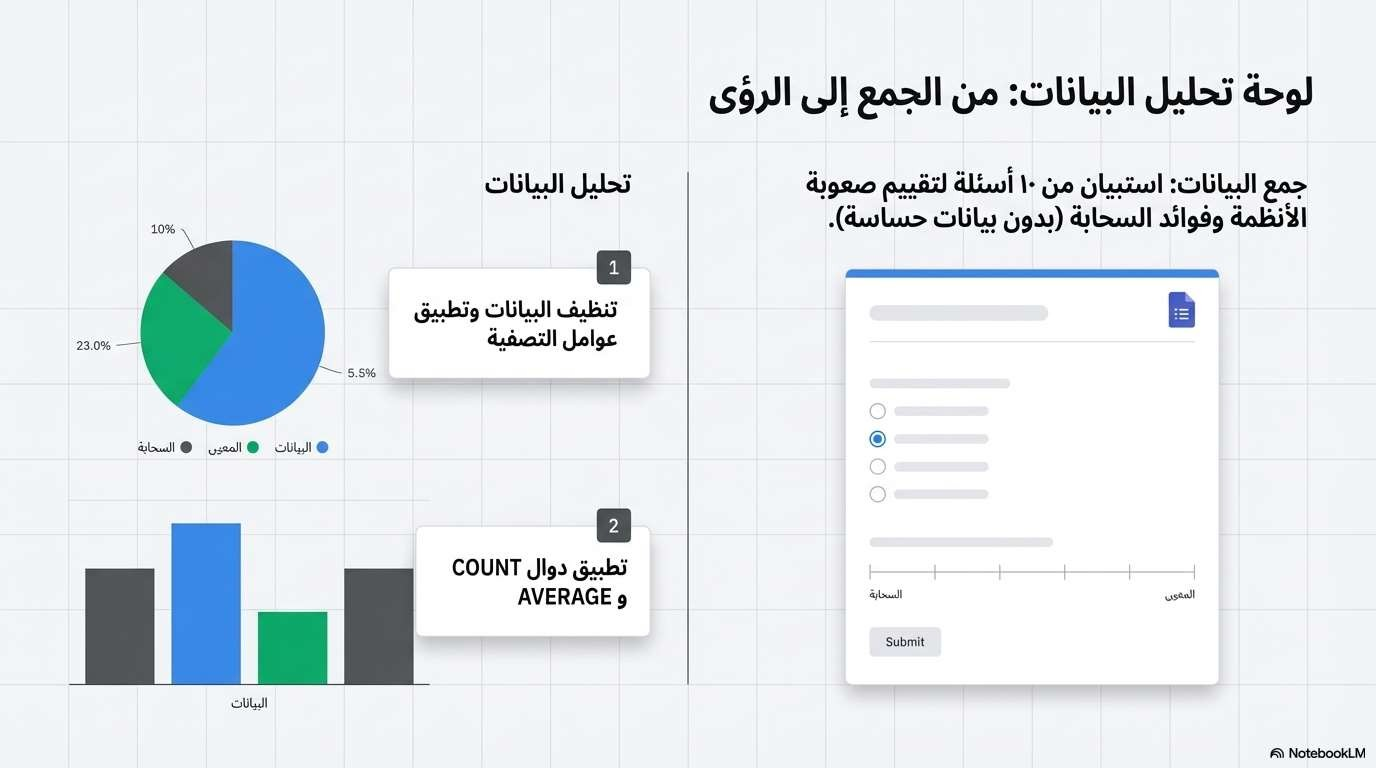 لوحة تحليل البيانات: من الجمع إلى الرؤى
جمع البيانات: استبيان من ١٠ أسئلة لتقييم صعوبة
الأنظمة وفوائد السحابة (بدون بيانات حساسة).
السحابة
Submit
تحليل البيانات
1
تنظيف البيانات وتطبيق
عوامل التصفية
10%
23.0%
5.5%
البيانات
السحابة
2
تطبيق دوال COUNT
و AVERAGE
البيانات
NotebookLM